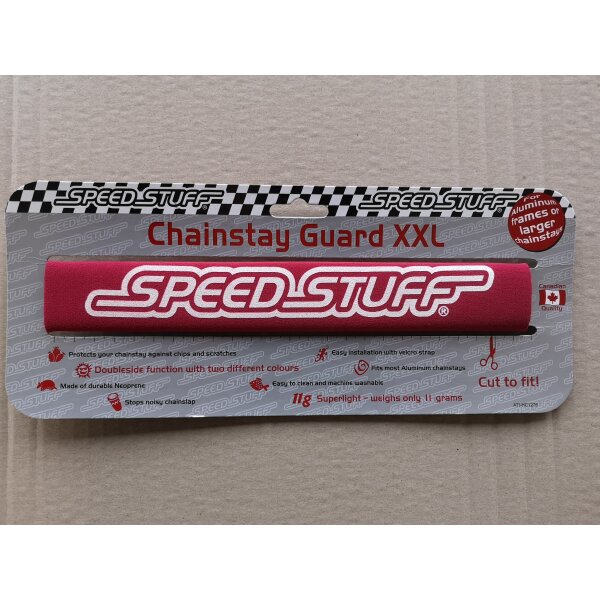 SPEED STUFF SPEED STUFF®
For
Aluminum
frames or
larger
chainstays
Chainstay Guard XXL
SPEED STUFF®
Canadian
Quality
Protects your chainstay against chips and scratches
Easy installation with velcro strap
Doubleside function with two different colours
Fits most Aluminum chainstays
Made of durable Neoprene
Easy to clean and machine washable
Cut to fit!
Stops noisy chainslap
11g Superlight - weighs only 11 grams